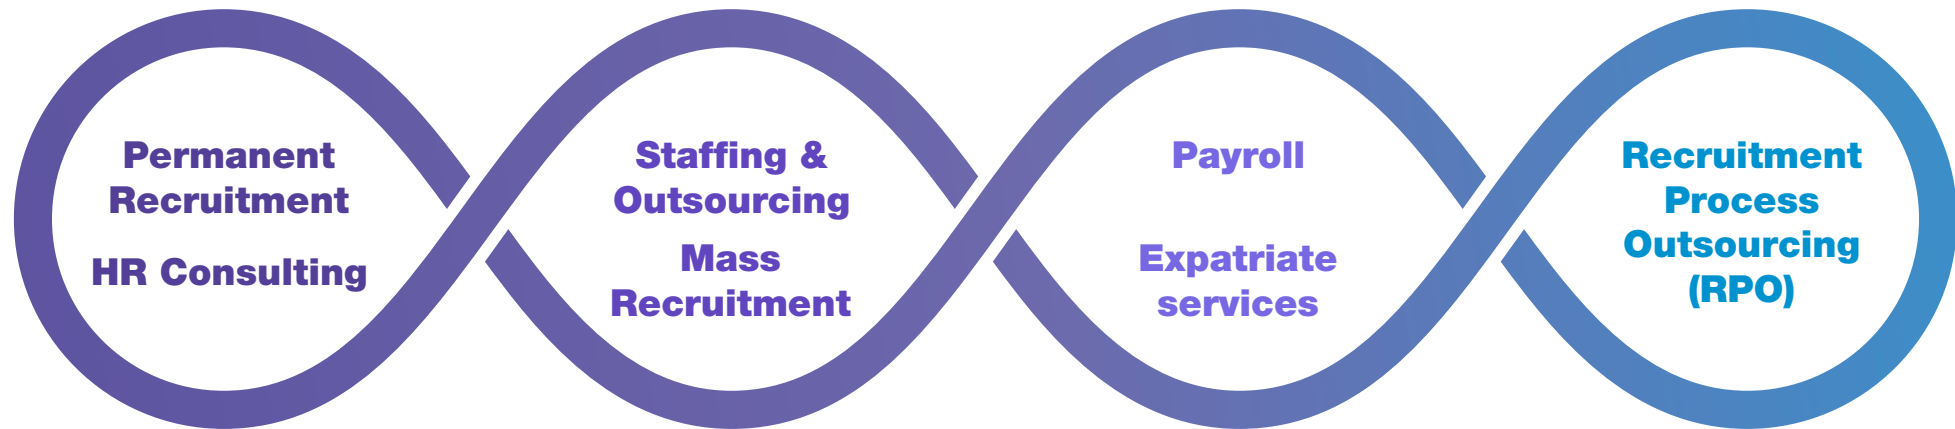 Permanent
Recruitment
HR Consulting
Staffing &
Outsourcing
Mass
Recruitment
Payroll
Expatriate
services
Recruitment
Process
Outsourcing
(RPO)